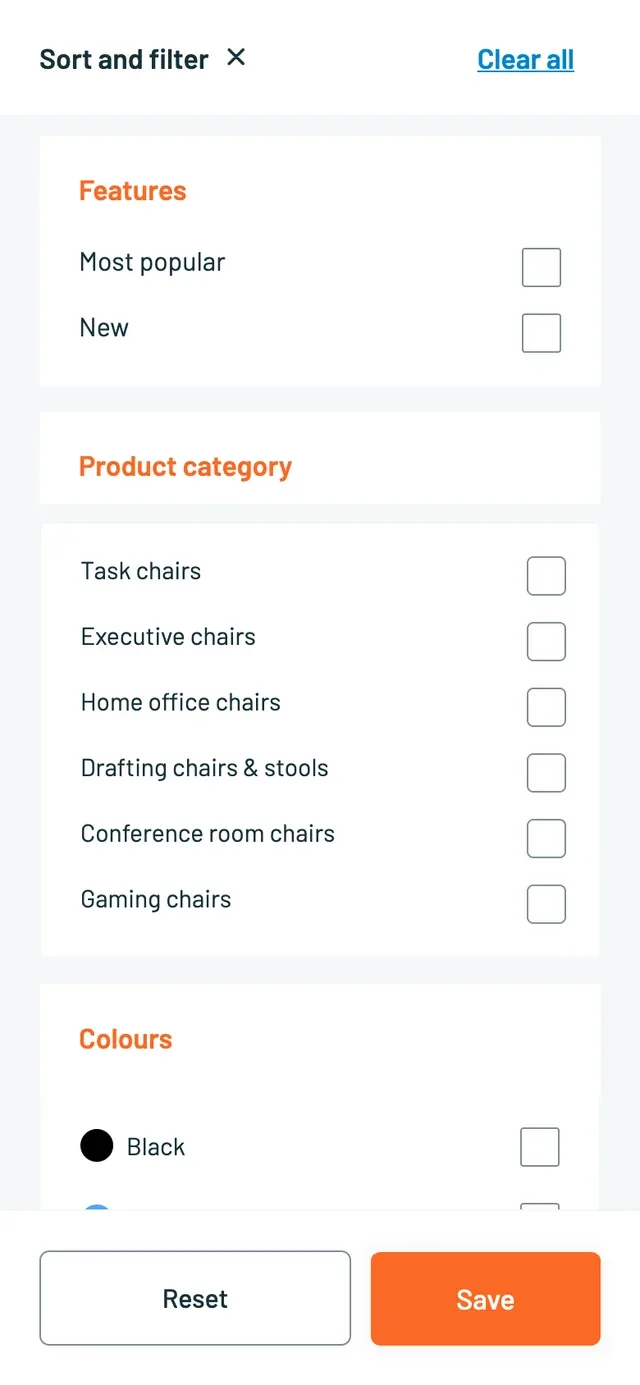 Sort and filter
Clear all
Features
Most popular
New
Product category
Task chairs
Executive chairs
Home office chairs
Drafting chairs & stools
Conference room chairs
Gaming chairs
Colours
Black
Reset
Save